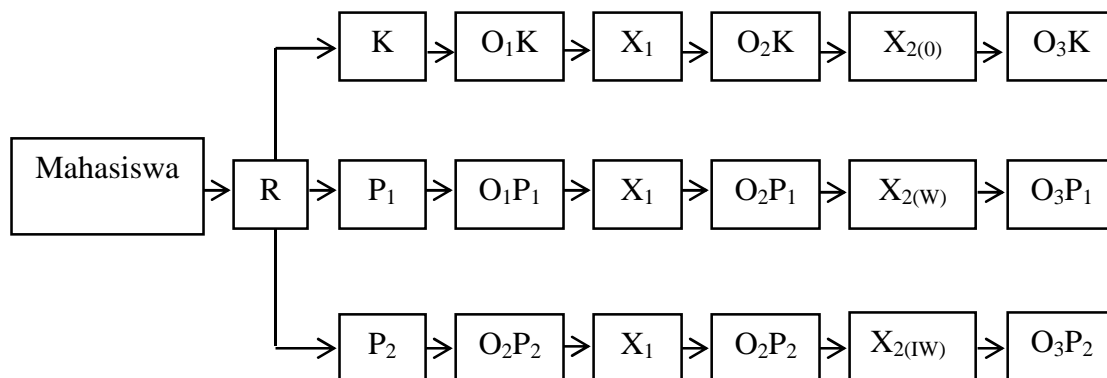 K O₁K X₁ O₂K X₂₍₀₎ O₃K
Mahasiswa
R P₁ O₁P₁ X₁ O₂P₁ X₂₍W₎ O₃P₁
P₂ O₂P₂ X₁ O₂P₂ X₂₍IW₎ O₃P₂